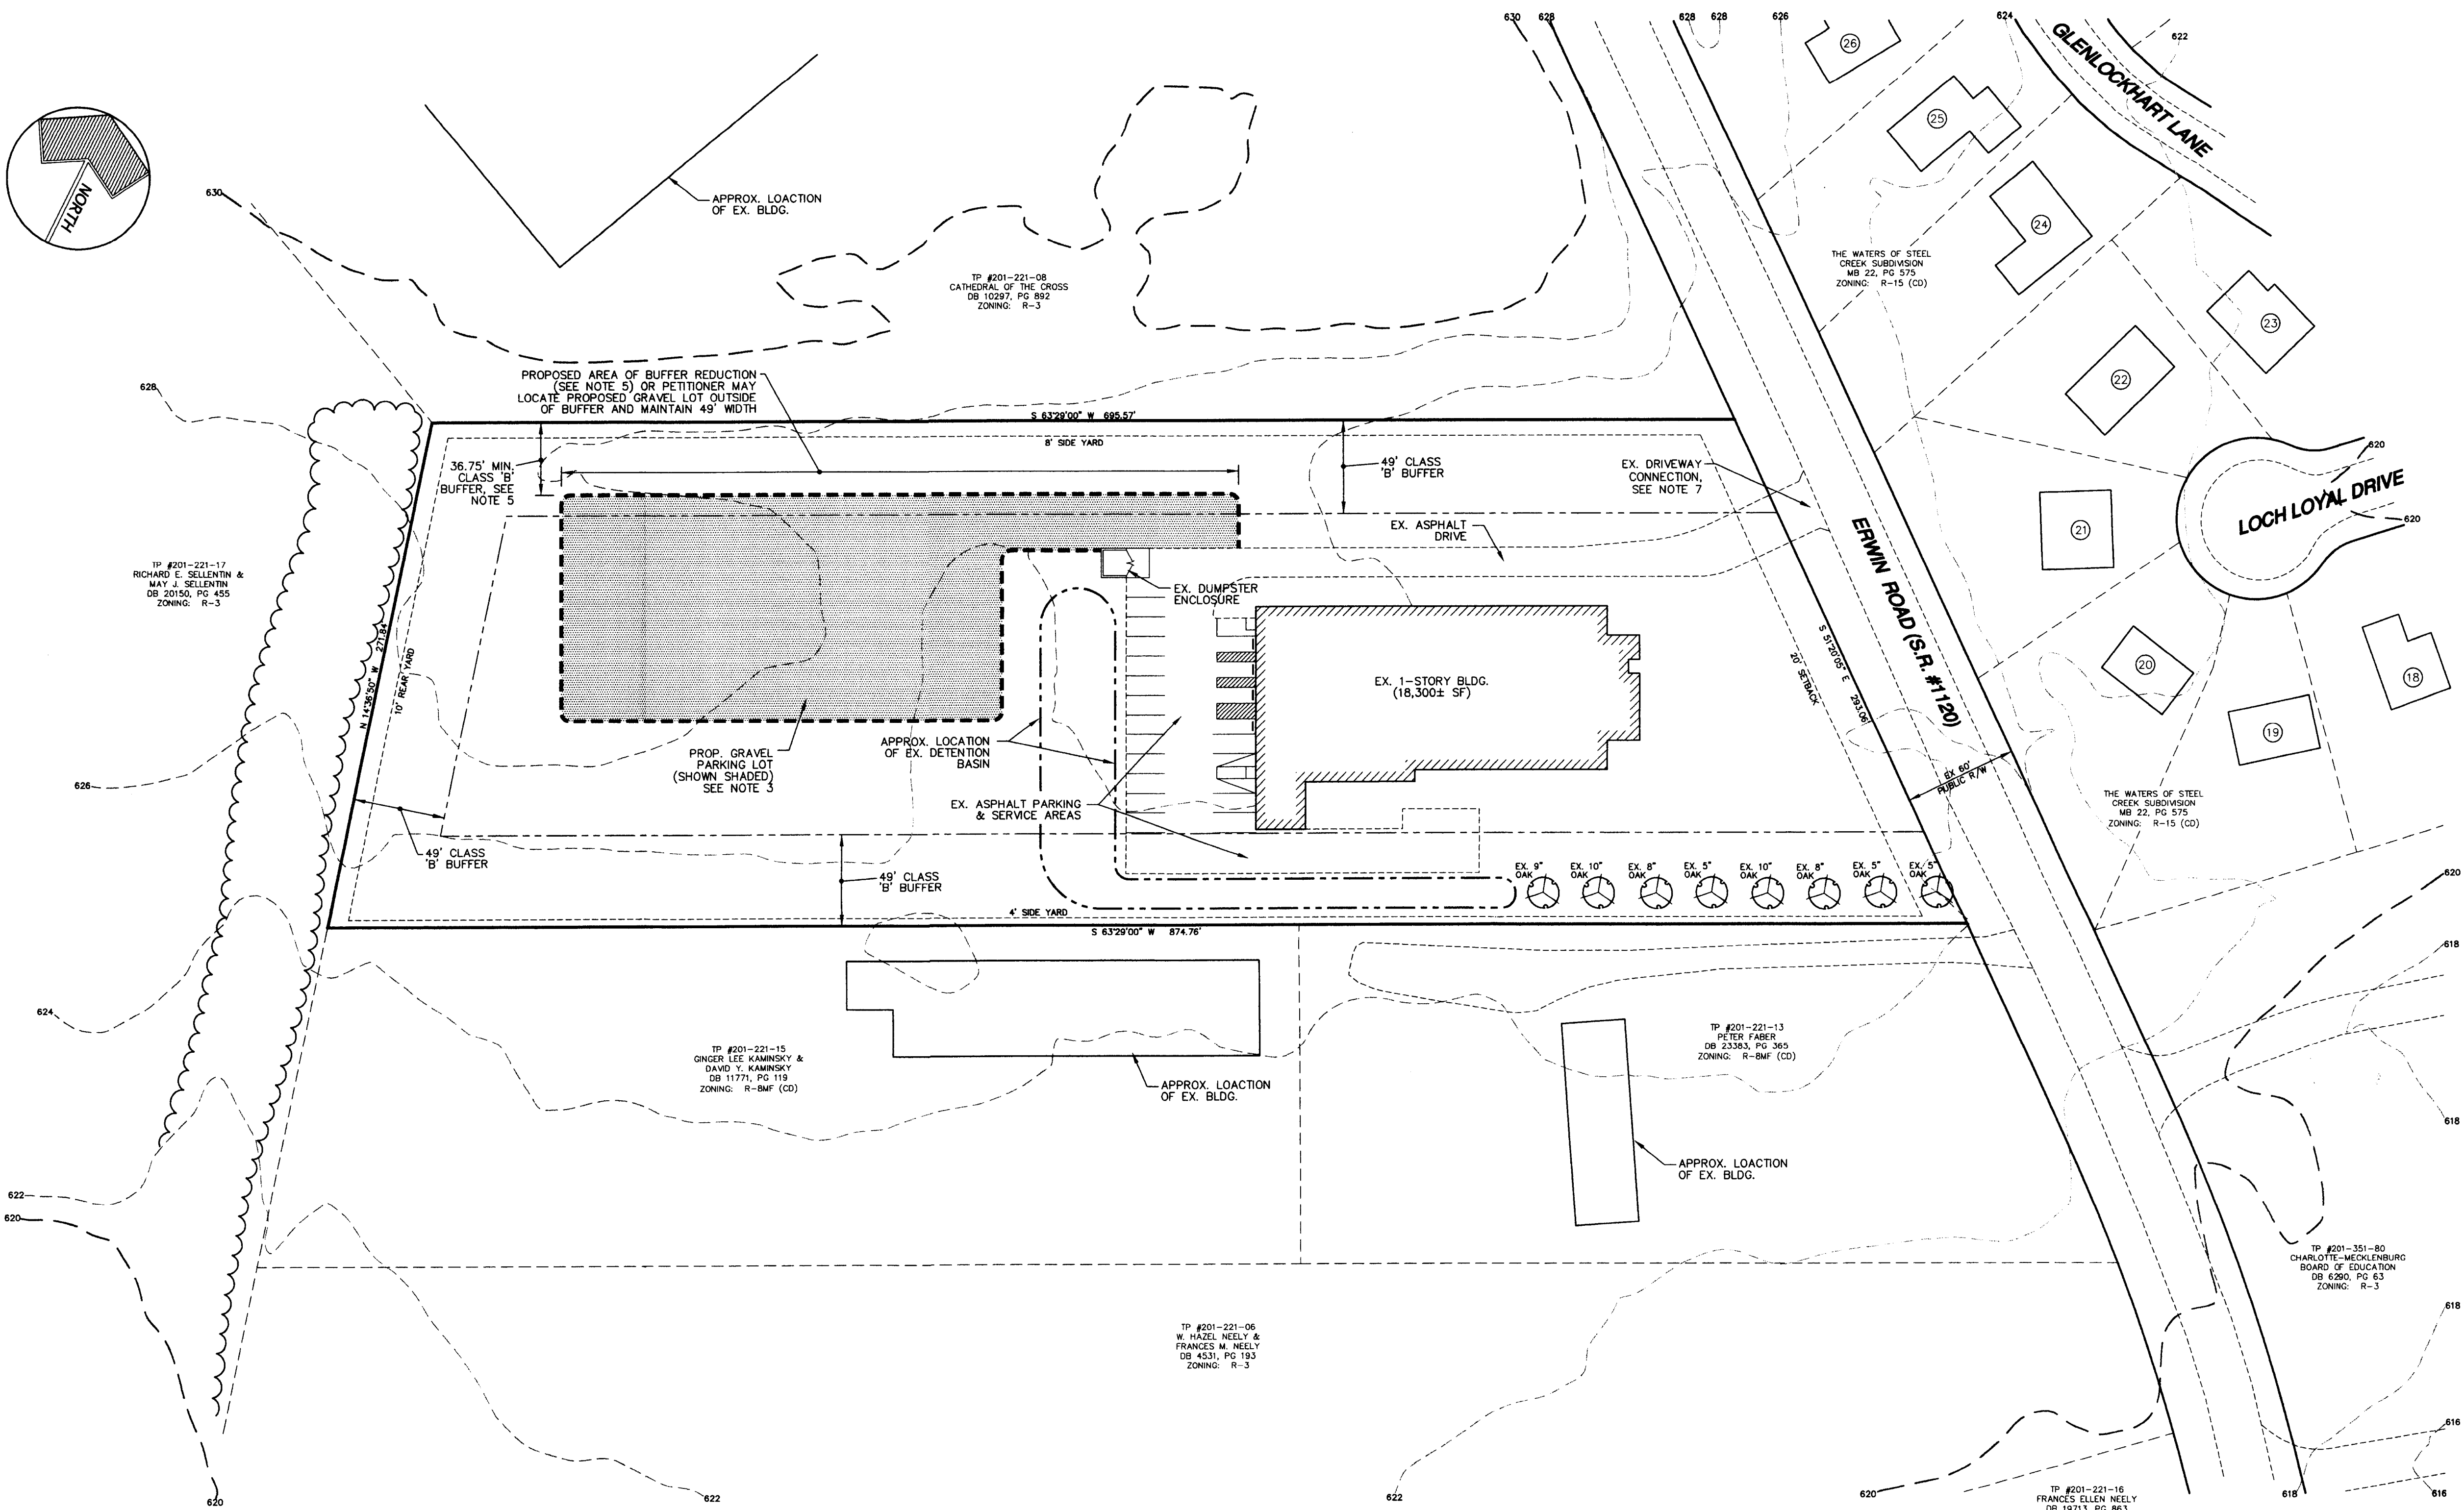 630
628
628
628
626
624
622
GLENLOCKHART LANE
26
25
24
23
22
21
20
19
18
NORTH
630
APPROX. LOACTION
OF EX. BLDG.
TP #201-221-08
CATHEDRAL OF THE CROSS
DB 10297, PG 892
ZONING: R-3
THE WATERS OF STEEL
CREEK SUBDIVISION
MB 22, PG 575
ZONING: R-15 (CD)
628
PROPOSED AREA OF BUFFER REDUCTION
(SEE NOTE 5) OR PETITIONER MAY
LOCATE PROPOSED GRAVEL LOT OUTSIDE
OF BUFFER AND MAINTAIN 49' WIDTH
S 63°29'00" W 695.57'
8' SIDE YARD
36.75' MIN.
CLASS 'B'
BUFFER, SEE
NOTE 5
49' CLASS
'B' BUFFER
EX. DRIVEWAY
CONNECTION,
SEE NOTE 7
EX. ASPHALT
DRIVE
620
LOCH LOYAL DRIVE
620
ERWIN ROAD (S.R. #1120)
TP #201-221-17
RICHARD E. SELLENTIN &
MAY J. SELLENTIN
DB 20150, PG 455
ZONING: R-3
EX. DUMPSTER
ENCLOSURE
N 14°36'50" W 271.84'
10' REAR YARD
EX. 1-STORY BLDG.
(18,300± SF)
S 51°20'05" E 293.06'
20' SETBACK
PROP. GRAVEL
PARKING LOT
(SHOWN SHADED)
SEE NOTE 3
APPROX. LOCATION
OF EX. DETENTION
BASIN
626
EX. ASPHALT PARKING
& SERVICE AREAS
EX 60'
PUBLIC R/W
THE WATERS OF STEEL
CREEK SUBDIVISION
MB 22, PG 575
ZONING: R-15 (CD)
49' CLASS
'B' BUFFER
49' CLASS
'B' BUFFER
EX. 9"
OAK
EX. 10"
OAK
EX. 8"
OAK
EX. 5"
OAK
EX. 10"
OAK
EX. 8"
OAK
EX. 5"
OAK
EX. 5"
OAK
620
4' SIDE YARD
S 63°29'00" W 874.76'
618
624
TP #201-221-15
GINGER LEE KAMINSKY &
DAVID Y. KAMINSKY
DB 11771, PG 119
ZONING: R-8MF (CD)
APPROX. LOACTION
OF EX. BLDG.
TP #201-221-13
PETER FABER
DB 23383, PG 365
ZONING: R-8MF (CD)
618
APPROX. LOACTION
OF EX. BLDG.
622
620
TP #201-351-80
CHARLOTTE-MECKLENBURG
BOARD OF EDUCATION
DB 6290, PG 63
ZONING: R-3
618
TP #201-221-06
W. HAZEL NEELY &
FRANCES M. NEELY
DB 4531, PG 193
ZONING: R-3
616
620
622
622
620
618
616
TP #201-221-16
FRANCES ELLEN NEELY
DB 19713, PG 863